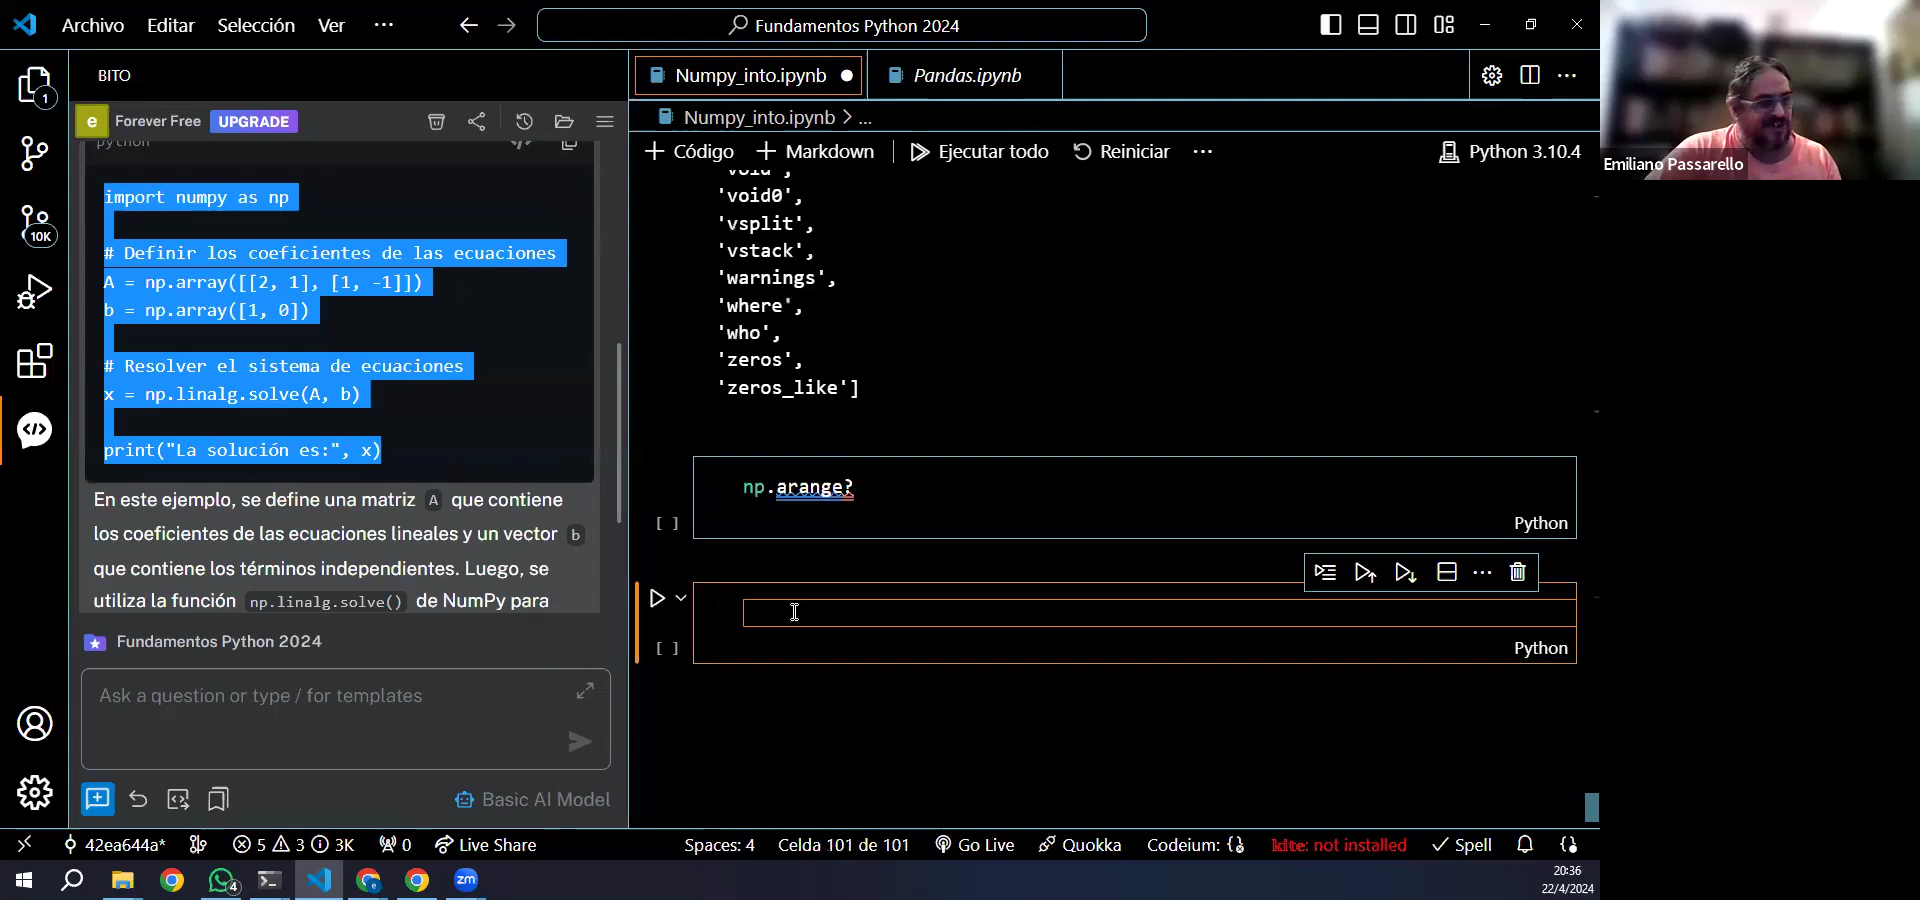 Archivo Editar Selección Ver ···
Fundamentos Python 2024
BITO
Numpy_into.ipynb
Pandas.ipynb
1
e Forever Free UPGRADE
Numpy_into.ipynb > ...
python
+ Código + Markdown Ejecutar todo Reiniciar ···
Python 3.10.4
Emiliano Passarello
import numpy as np
# Definir los coeficientes de las ecuaciones
A = np.array([[2, 1], [1, -1]])
b = np.array([1, 0])
# Resolver el sistema de ecuaciones
x = np.linalg.solve(A, b)
print("La solución es:", x)
En este ejemplo, se define una matriz A que contiene
los coeficientes de las ecuaciones lineales y un vector b
que contiene los términos independientes. Luego, se
utiliza la función np.linalg.solve() de NumPy para
10K
'void',
'void0',
'vsplit',
'vstack',
'warnings',
'where',
'who',
'zeros',
'zeros_like']
np.arange?
[ ]
Python
[ ]
Python
Fundamentos Python 2024
Ask a question or type / for templates
Basic AI Model
42ea644a* 5 3 3K 0 Live Share
Spaces: 4 Celda 101 de 101 Go Live Quokka Codeium: {} kite: not installed Spell
4
zm
20:36
22/4/2024